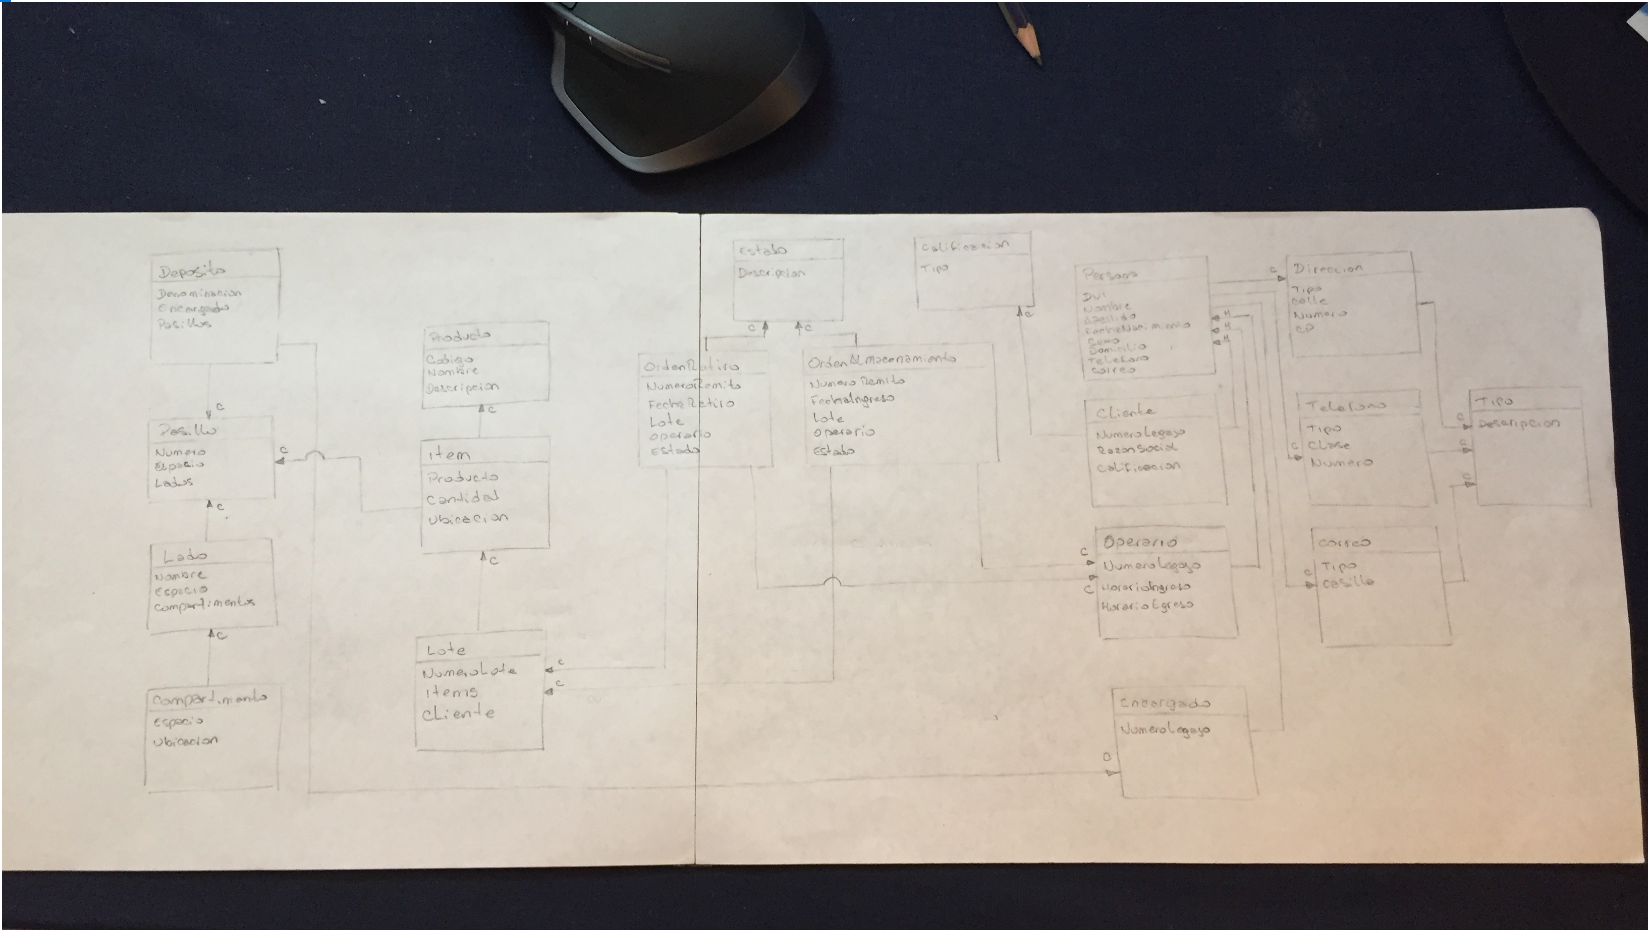 Deposito
Denominacion
Encargado
Pasillos
C
Pasillo
Numero
Espacio
Lados
C
C
Lado
Nombre
Espacio
Compartimentos
C
Compartimento
Espacio
Ubicacion
Producto
Codigo
Nombre
Descripcion
C
Item
Producto
Cantidad
Ubicacion
C
Lote
NumeroLote
Items
Cliente
C
C
Estado
Descripcion
C
C
OrdenRetiro
NumeroRemito
FechaRetiro
Lote
Operario
Estado
OrdenAlmacenamiento
NumeroRemito
FechaIngreso
Lote
Operario
Estado
Calificacion
Tipo
C
Persona
DNI
Nombre
Apellido
FechaNacimiento
Domicilio
Telefono
Correo
H
H
H
Cliente
NumeroLegajo
RazonSocial
Calificacion
C
C
Operario
NumeroLegajo
HorarioIngreso
HorarioEgreso
D
Encargado
NumeroLegajo
C
Direccion
Tipo
Calle
Numero
CP
C
Telefono
Tipo
Clase
Numero
C
Correo
Tipo
Casilla
C
C
C
Tipo
Descripcion